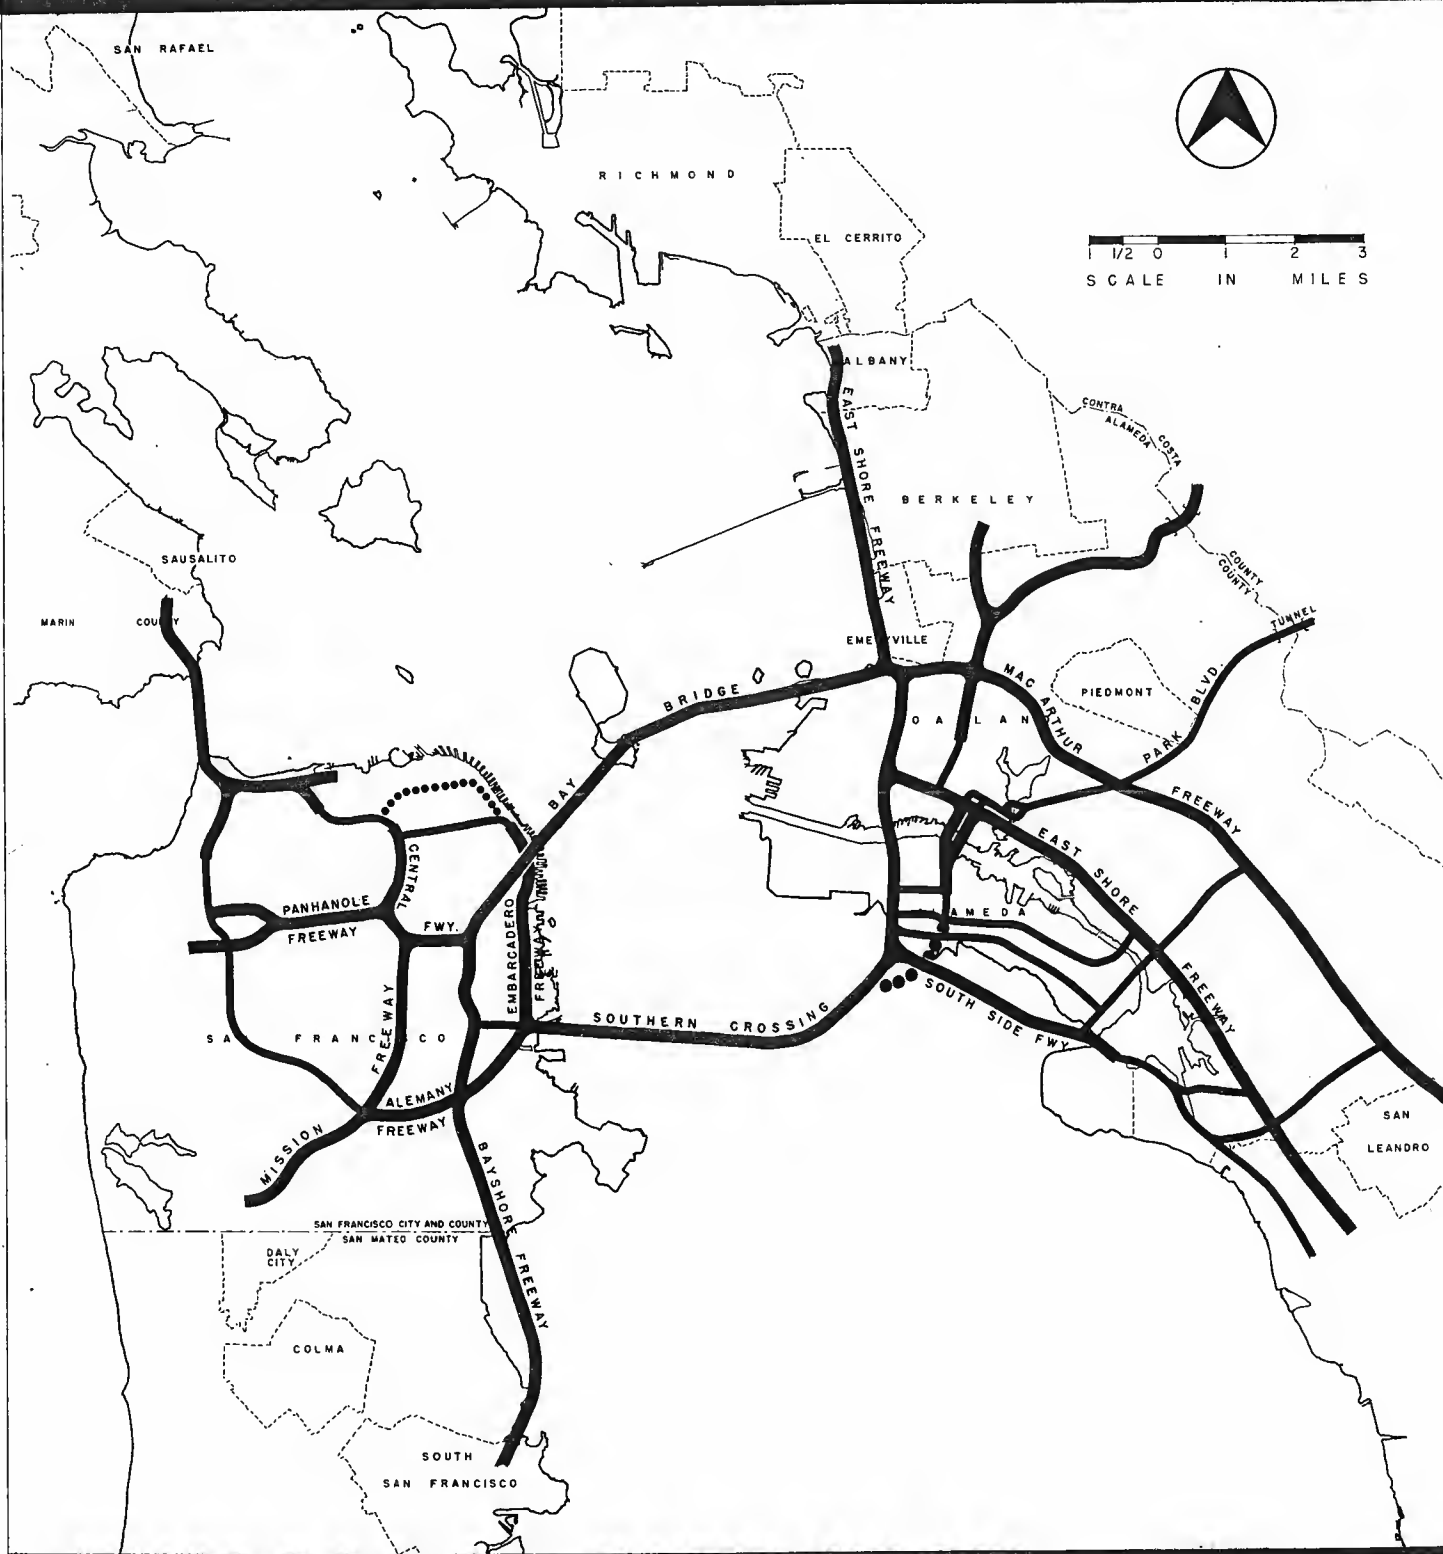 SAN RAFAEL
RICHMOND
EL CERRITO
1 1/2 0 1 2 3
SCALE IN MILES
ALBANY
CONTRA COSTA
ALAMEDA
EAST SHORE FREEWAY
BERKELEY
SAUSALITO
COUNTY
COUNTY
MARIN COUNTY
TUNNEL
EMERYVILLE
BAY BRIDGE
MAC ARTHUR FREEWAY
PIEDMONT
PARK BLVD.
OAKLAND
CENTRAL FWY.
EAST SHORE FREEWAY
PANHANOLE
FREEWAY
EMBARCADERO
FREEWAY
ALAMEDA
SOUTHERN CROSSING
SOUTH SIDE FWY.
SAN FRANCISCO
MISSION FREEWAY
ALEMANY
FREEWAY
SAN
LEANDRO
BAYSHORE FREEWAY
SAN FRANCISCO CITY AND COUNTY
SAN MATEO COUNTY
DALY
CITY
COLMA
SOUTH
SAN FRANCISCO